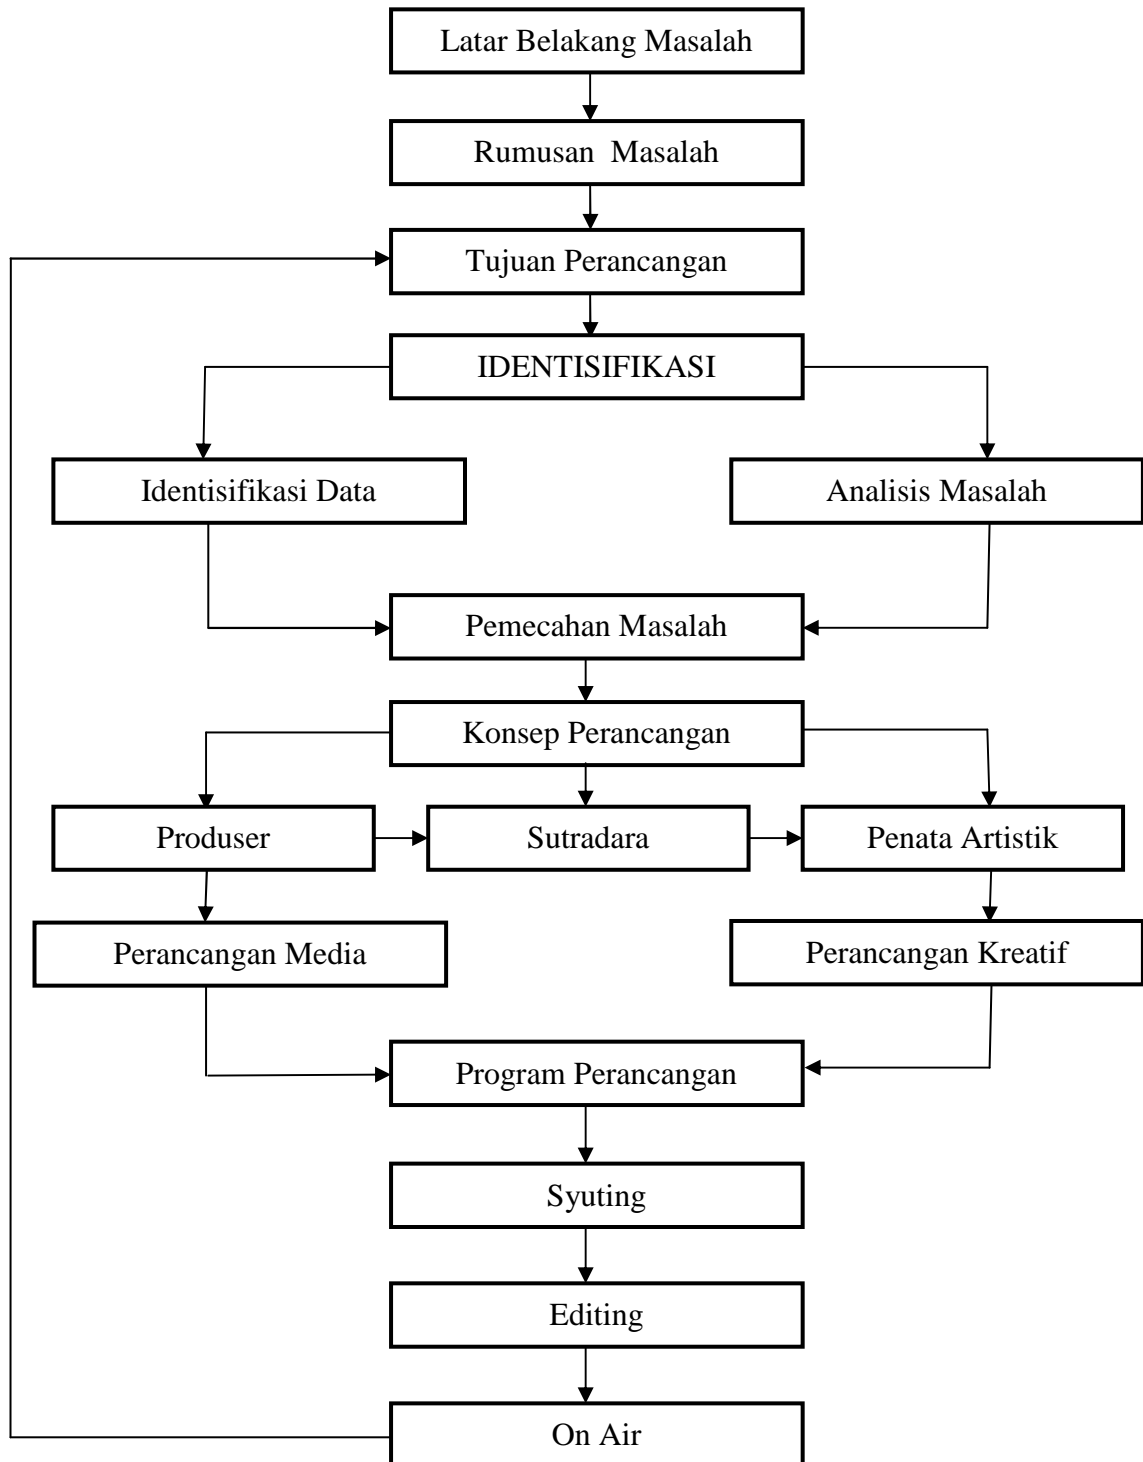 Latar Belakang Masalah
Rumusan  Masalah
Tujuan Perancangan
IDENTISIFIKASI
Identisifikasi Data
Analisis Masalah
Pemecahan Masalah
Konsep Perancangan
Produser
Sutradara
Penata Artistik
Perancangan Media
Perancangan Kreatif
Program Perancangan
Syuting
Editing
On Air